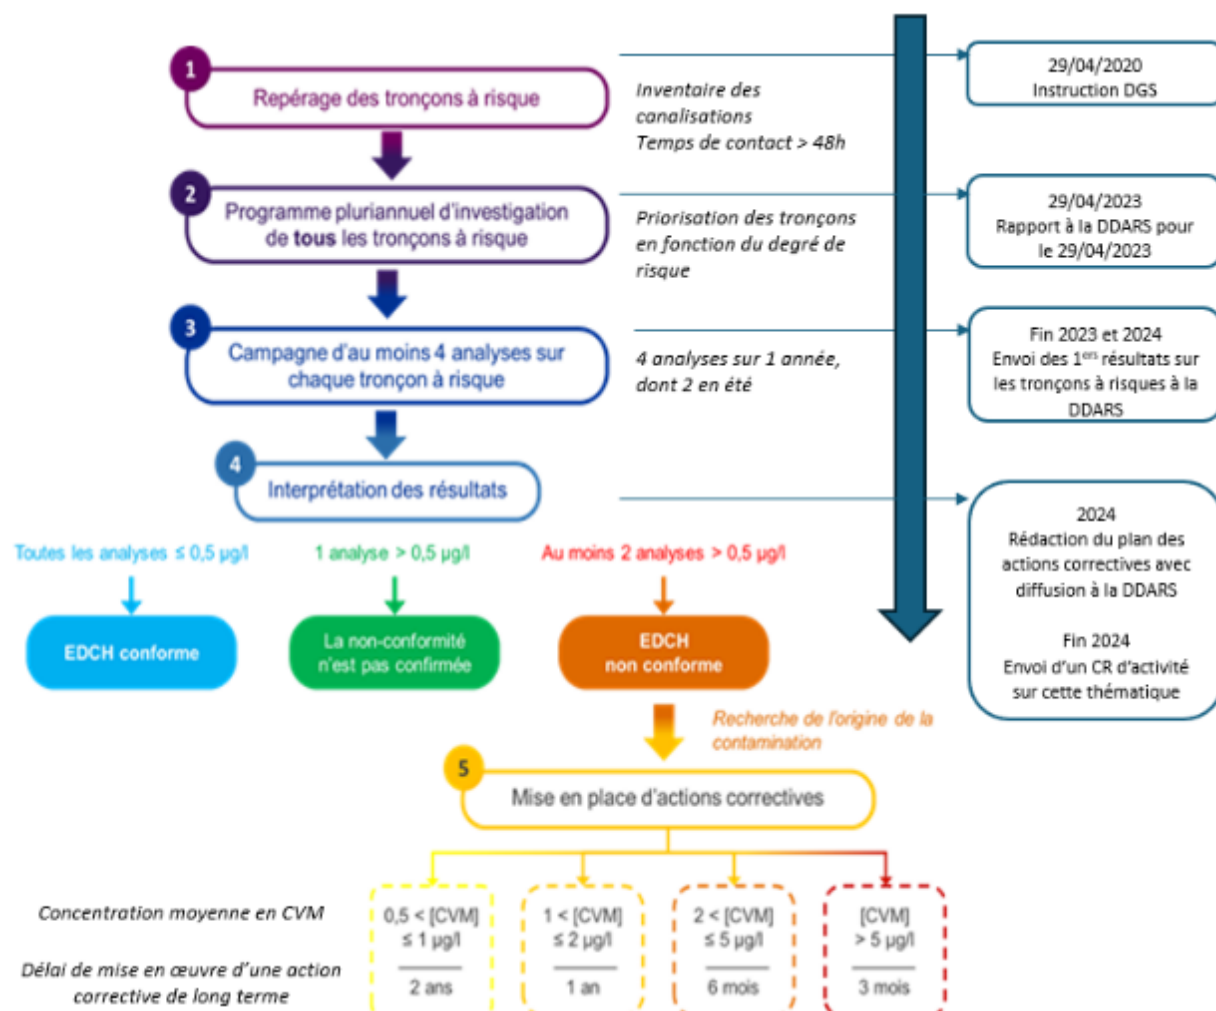 1
Repérage des tronçons à risque
Inventaire des
canalisations
Temps de contact > 48h
29/04/2020
Instruction DGS
2
Programme pluriannuel d'investigation
de tous les tronçons à risque
Priorisation des tronçons
en fonction du degré de
risque
29/04/2023
Rapport à la DDARS pour
le 29/04/2023
3
Campagne d'au moins 4 analyses sur
chaque tronçon à risque
4 analyses sur 1 année,
dont 2 en été
Fin 2023 et 2024
Envoi des 1ers résultats sur
les tronçons à risques à la
DDARS
4
Interprétation des résultats
2024
Rédaction du plan des
actions correctives avec
diffusion à la DDARS
Fin 2024
Envoi d'un CR d'activité
sur cette thématique
Toutes les analyses ≤ 0,5 µg/l
EDCH conforme
1 analyse > 0,5 µg/l
La non-conformité
n'est pas confirmée
Au moins 2 analyses > 0,5 µg/l
EDCH
non conforme
Recherche de l'origine de la
contamination
5
Mise en place d'actions correctives
Concentration moyenne en CVM
Délai de mise en œuvre d'une action
corrective de long terme
0,5 < [CVM]
≤ 1 µg/l
2 ans
1 < [CVM]
≤ 2 µg/l
1 an
2 < [CVM]
≤ 5 µg/l
6 mois
[CVM]
> 5 µg/l
3 mois